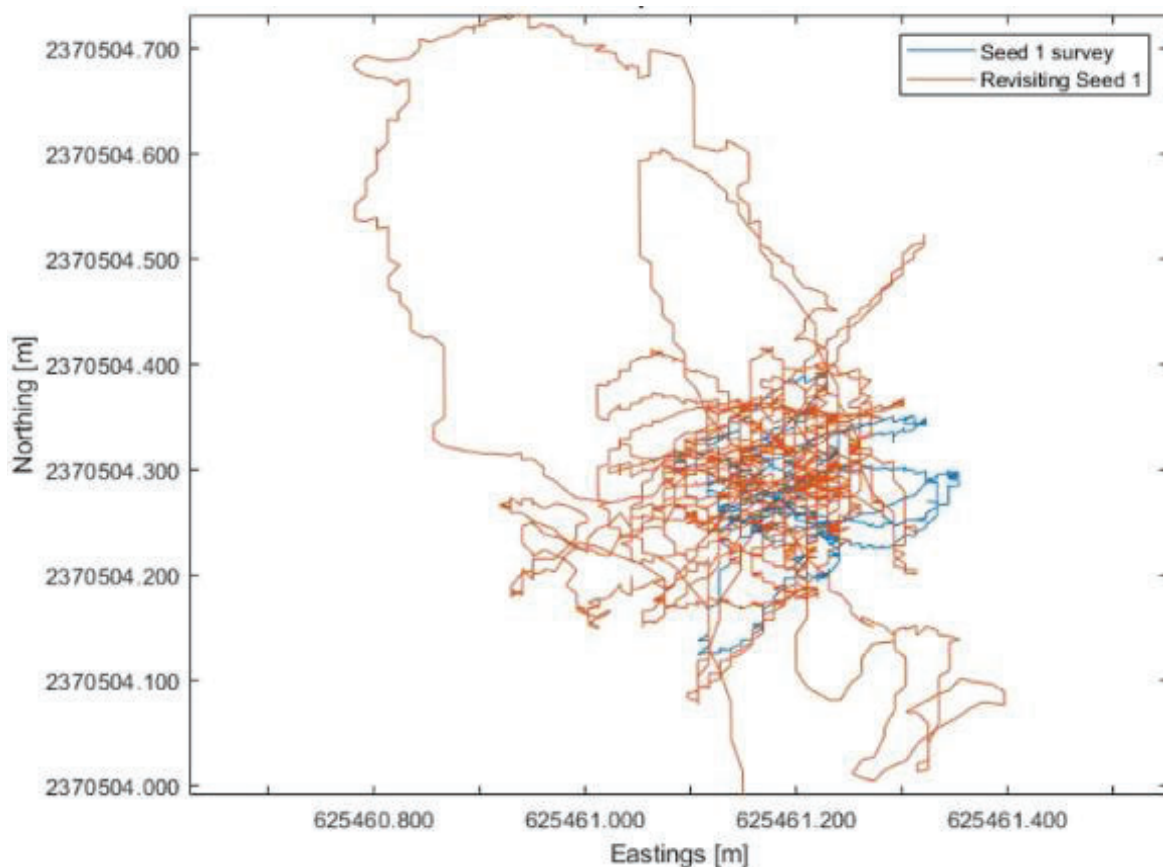 Seed 1 survey
Revisiting Seed 1
2370504.700
2370504.600
2370504.500
2370504.400
2370504.300
2370504.200
2370504.100
2370504.000
Northing [m]
625460.800 625461.000 625461.200 625461.400
Eastings [m]